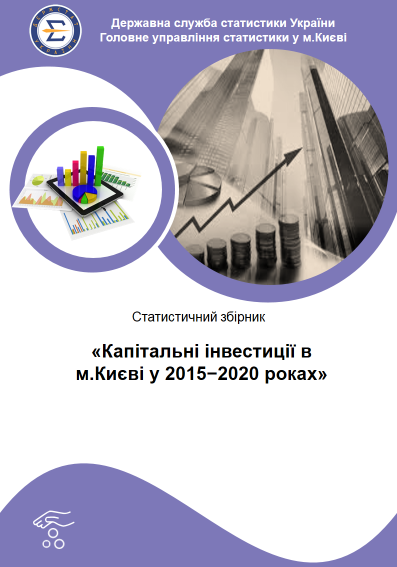 Державна служба статистики України
Головне управління статистики у м.Києві
Статистичний збірник
«Капітальні інвестиції в
м.Києві у 2015−2020 роках»